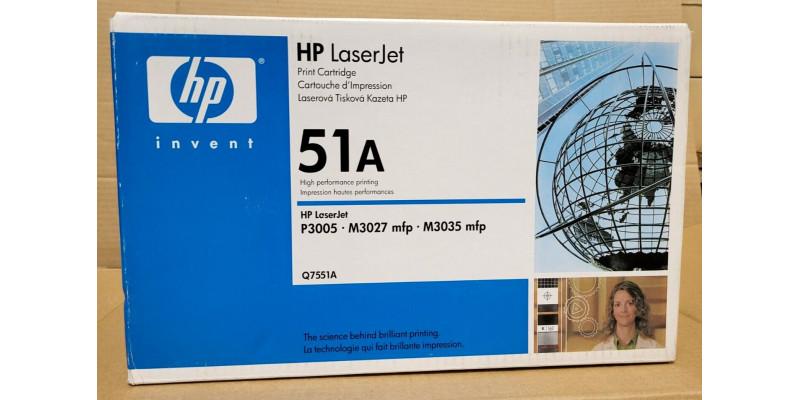 hp
®
invent
HP LaserJet
Print Cartridge
Cartouche d'Impression
Laserová Tisková Kazeta HP
51A
High performance printing
Impression hautes performances
HP LaserJet
P3005 · M3027 mfp · M3035 mfp
Q7551A
The science behind brilliant printing.
La technologie qui fait brillante impression.